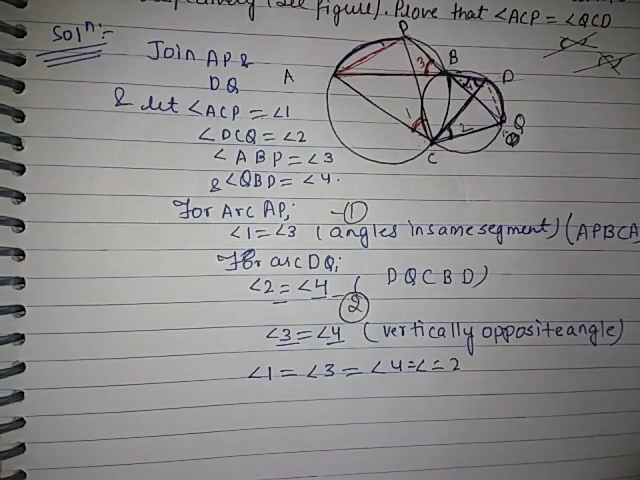 (see figure). Prove that ∠ACP = ∠QCD
Solⁿ:-
Join AP &
DQ
& let ∠ACP = ∠1
∠DCQ = ∠2
∠ABP = ∠3
& ∠QBD = ∠4.
For Arc AP;
∠1 = ∠3 (angles in same segment) (APBCA
①
For arc DQ;
∠2 = ∠4 ( DQCBD)
②
∠3 = ∠4 (vertically opposite angle)
∠1 = ∠3 = ∠4 = ∠ = 2
P
A
B
D
Q
C
3
1
2